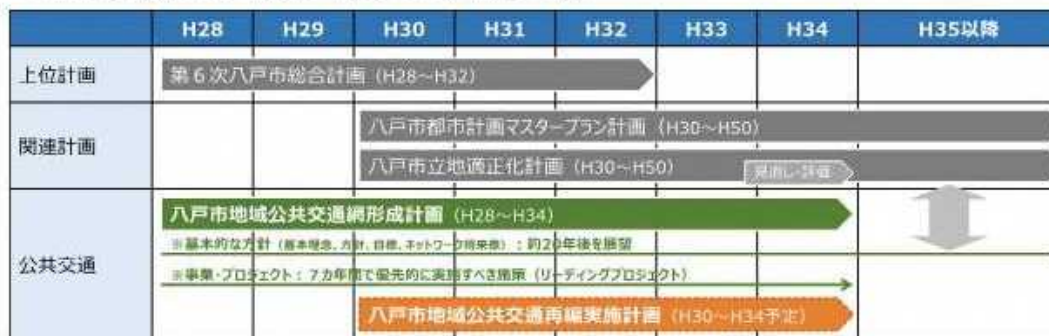 H28 H29 H30 H31 H32 H33 H34 H35以降
上位計画
第6次八戸市総合計画（H28～H32）
関連計画
八戸市都市計画マスタープラン計画（H30～H50）
八戸市立地適正化計画（H30～H50）
見直し・評価
公共交通
八戸市地域公共交通網形成計画（H28～H34）
※基本的な方針（基本理念、方針、目標、ネットワーク将来像）：約20年後を展望
※事業・プロジェクト：7カ年間で優先的に実施すべき施策（リーディングプロジェクト）
八戸市地域公共交通再編実施計画（H30～H34予定）